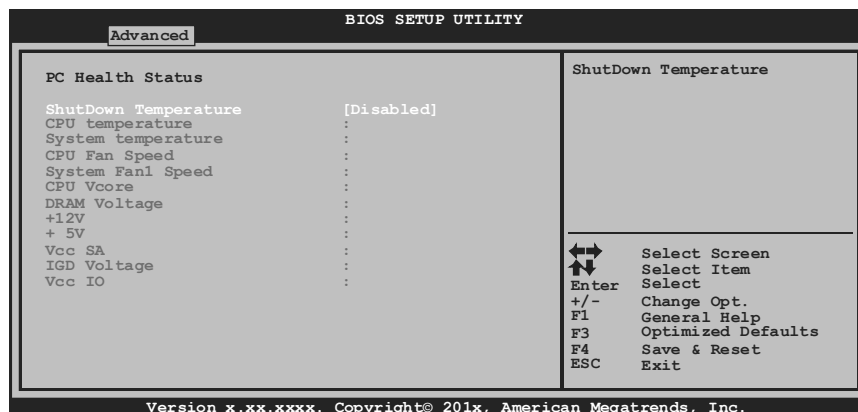 BIOS SETUP UTILITY
Advanced
PC Health Status
ShutDown Temperature [Disabled]
CPU temperature :
System temperature :
CPU Fan Speed :
System Fan1 Speed :
CPU Vcore :
DRAM Voltage :
+12V :
+ 5V :
Vcc SA :
IGD Voltage :
Vcc IO :
ShutDown Temperature
Select Screen
Select Item
Enter Select
+/- Change Opt.
F1 General Help
F3 Optimized Defaults
F4 Save & Reset
ESC Exit
Version x.xx.xxxx. Copyright© 201x, American Megatrends, Inc.